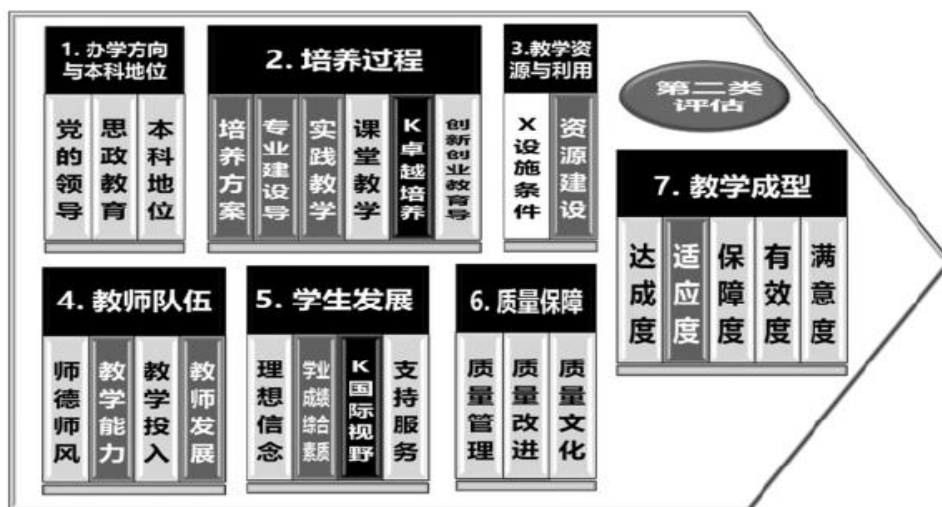 1. 办学方向
与本科地位
党的领导
思政教育
本科地位
2. 培养过程
培养方案
专业建设导
实践教学
课堂教学
K卓越培养
创新创业教育导
3.教学资
源与利用
X设施条件
资源建设
第二类
评估
7. 教学成型
达成度
适应度
保障度
有效度
满意度
4. 教师队伍
师德师风
教学能力
教学投入
教师发展
5. 学生发展
理想信念
学业
成绩
综合
素质
K国际视野
支持服务
6. 质量保障
质量管理
质量改进
质量文化